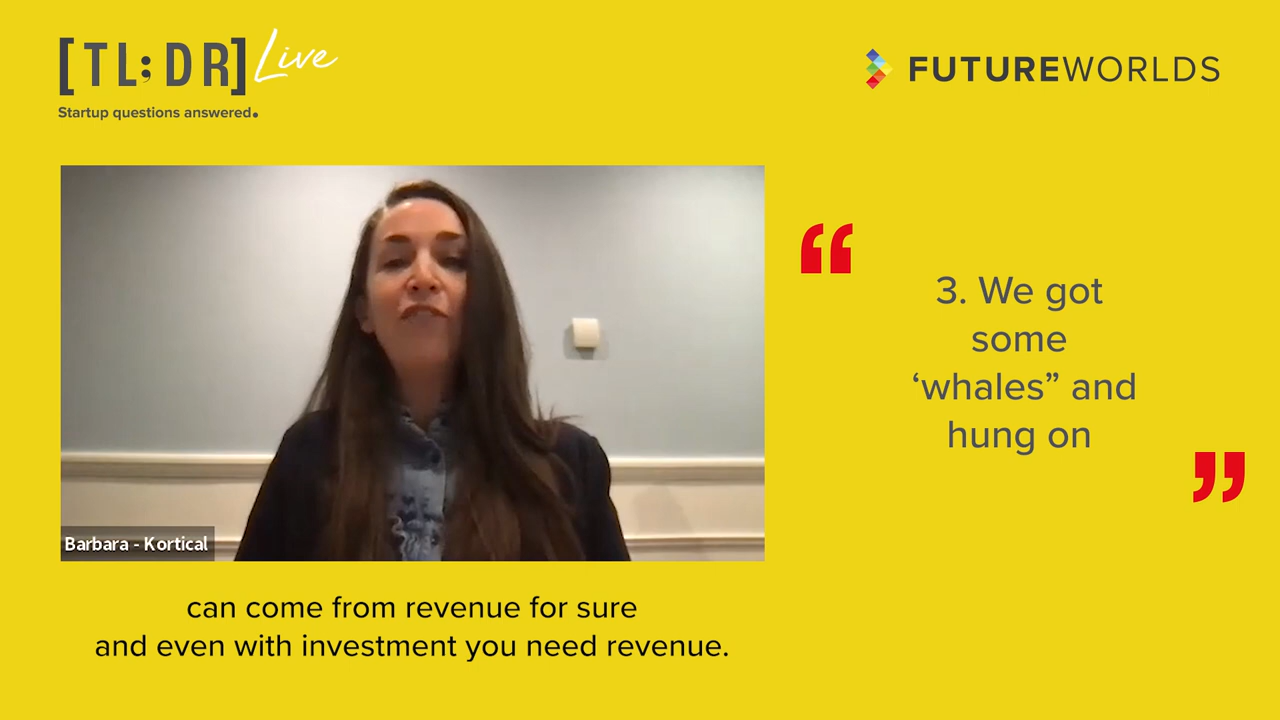 [TL;DR] Live
Startup questions answered.
FUTUREWORLDS
“
3. We got
some
‘whales” and
hung on
”
Barbara - Kortical
can come from revenue for sure
and even with investment you need revenue.